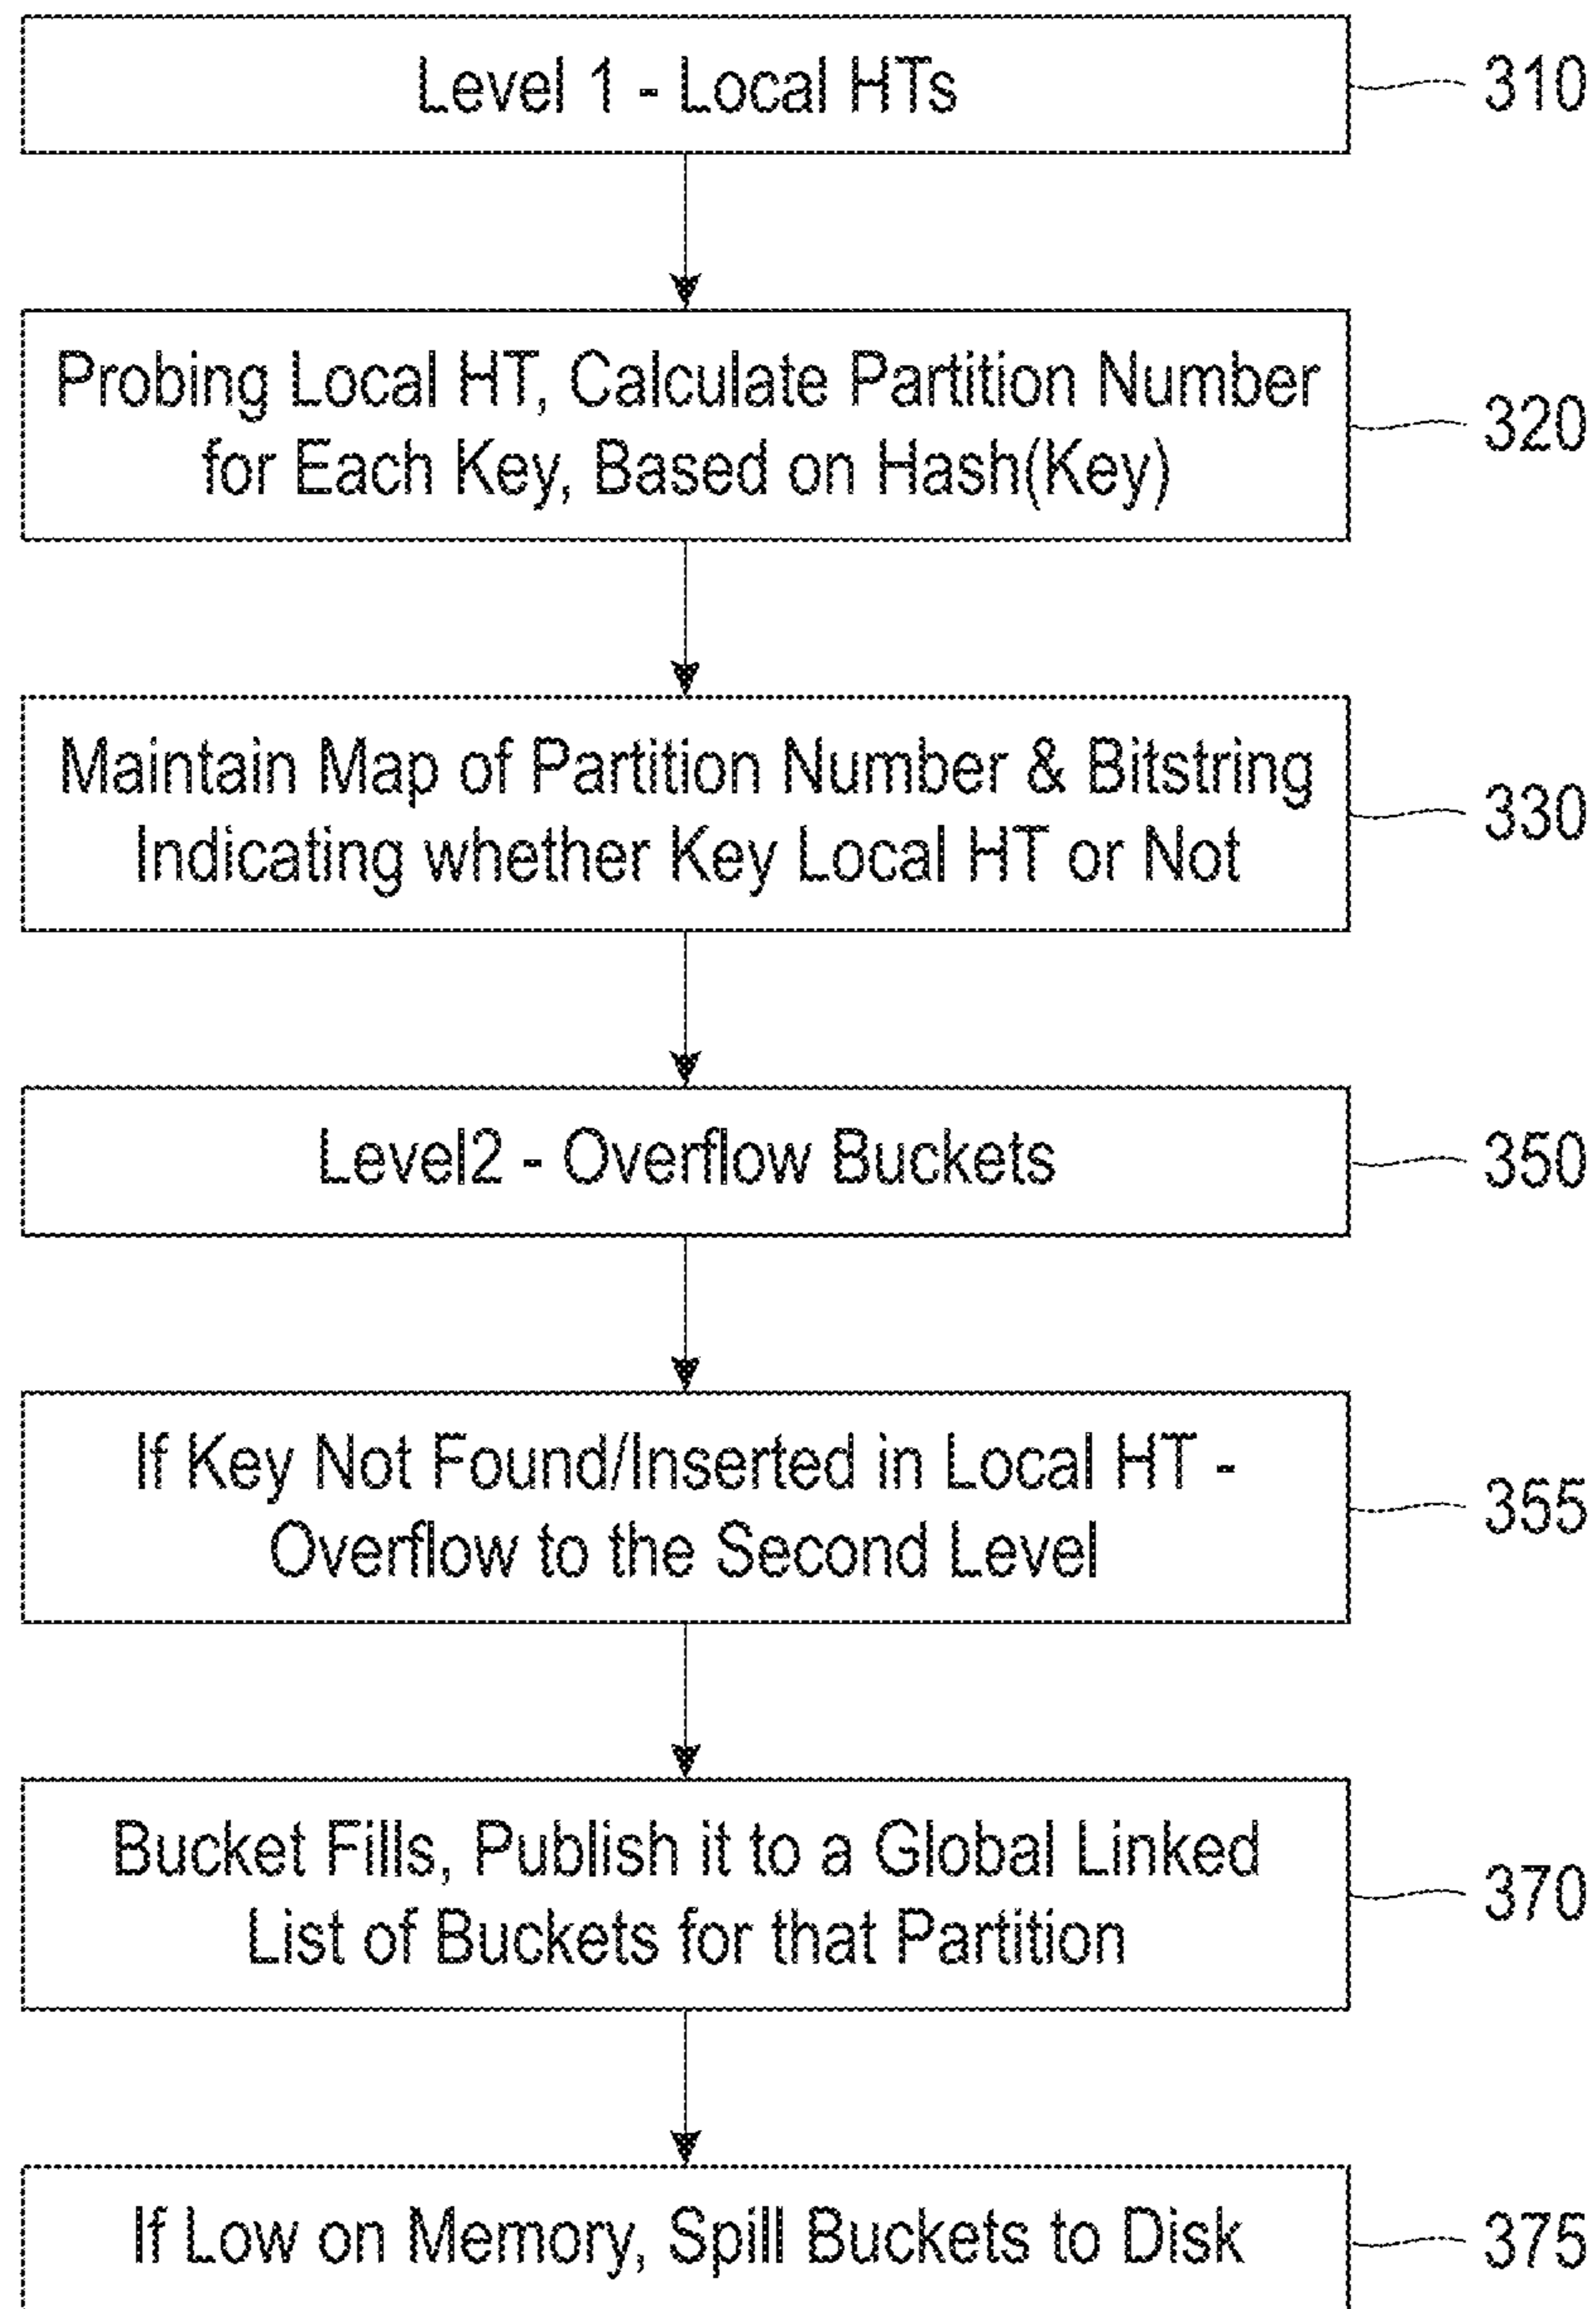 Level 1 - Local HTs
310
Probing Local HT, Calculate Partition Number
for Each Key, Based on Hash(Key)
320
Maintain Map of Partition Number & Bitstring
Indicating whether Key Local HT or Not
330
Level2 - Overflow Buckets
350
If Key Not Found/Inserted in Local HT -
Overflow to the Second Level
355
Bucket Fills, Publish it to a Global Linked
List of Buckets for that Partition
370
If Low on Memory, Spill Buckets to Disk
375